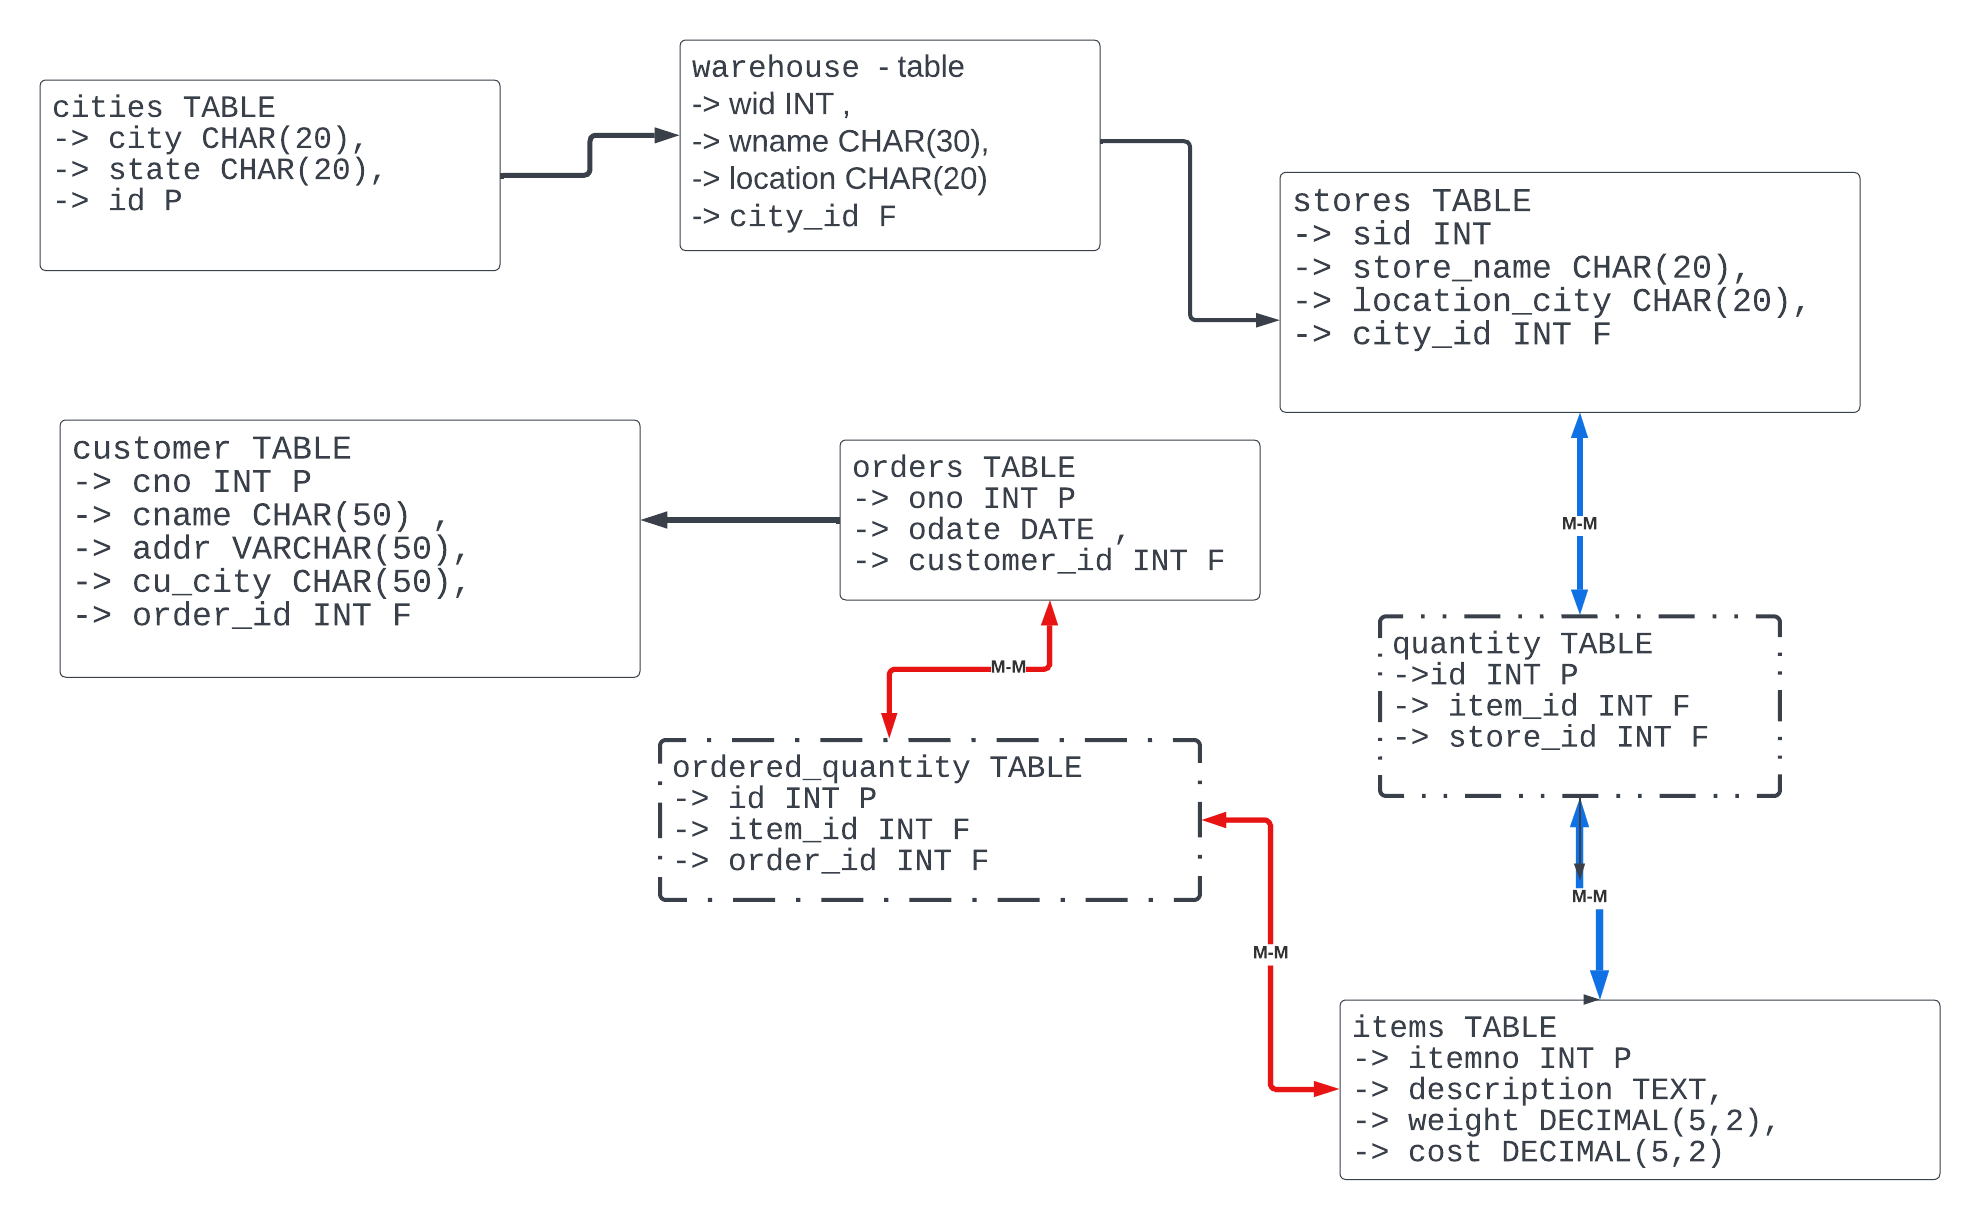 cities TABLE
-> city CHAR(20),
-> state CHAR(20),
-> id P
warehouse - table
-> wid INT ,
-> wname CHAR(30),
-> location CHAR(20)
-> city_id F
stores TABLE
-> sid INT
-> store_name CHAR(20),
-> location_city CHAR(20),
-> city_id INT F
customer TABLE
-> cno INT P
-> cname CHAR(50) ,
-> addr VARCHAR(50),
-> cu_city CHAR(50),
-> order_id INT F
orders TABLE
-> ono INT P
-> odate DATE ,
-> customer_id INT F
M-M
M-M
quantity TABLE
->id INT P
-> item_id INT F
-> store_id INT F
ordered_quantity TABLE
-> id INT P
-> item_id INT F
-> order_id INT F
M-M
M-M
items TABLE
-> itemno INT P
-> description TEXT,
-> weight DECIMAL(5,2),
-> cost DECIMAL(5,2)